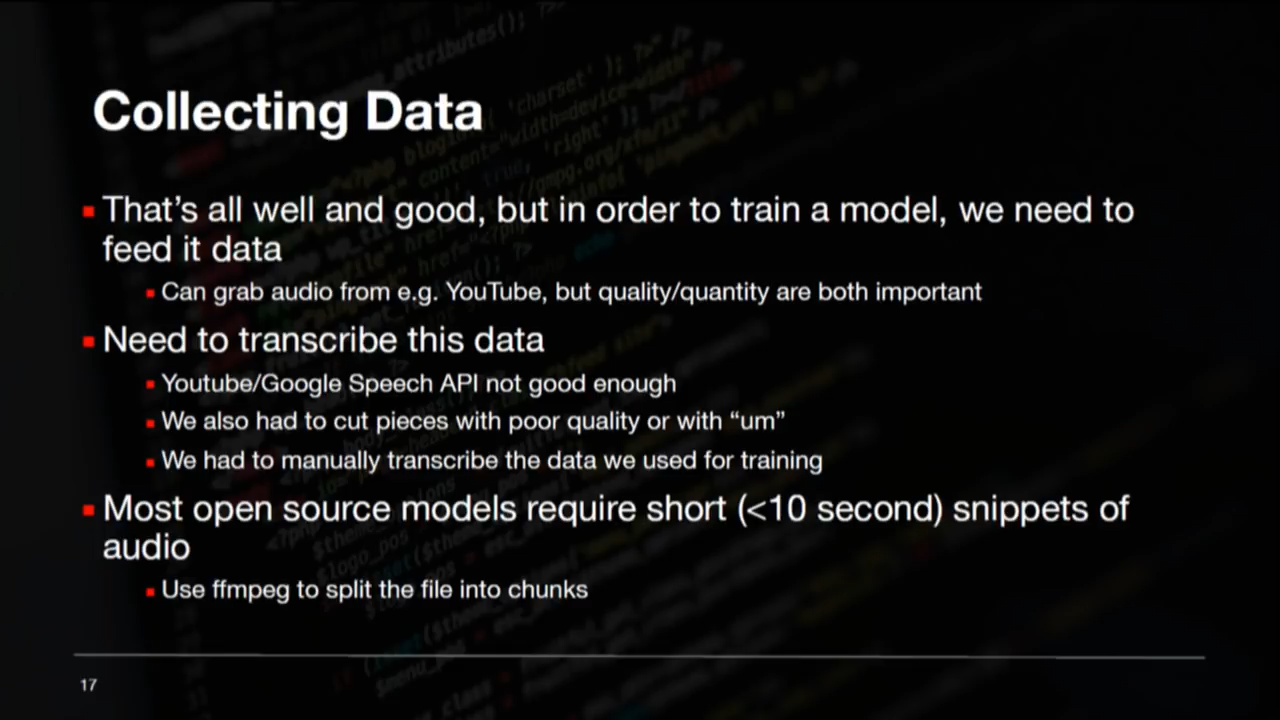 Collecting Data
That’s all well and good, but in order to train a model, we need to
feed it data
Can grab audio from e.g. YouTube, but quality/quantity are both important
Need to transcribe this data
Youtube/Google Speech API not good enough
We also had to cut pieces with poor quality or with “um”
We had to manually transcribe the data we used for training
Most open source models require short (<10 second) snippets of
audio
Use ffmpeg to split the file into chunks
17